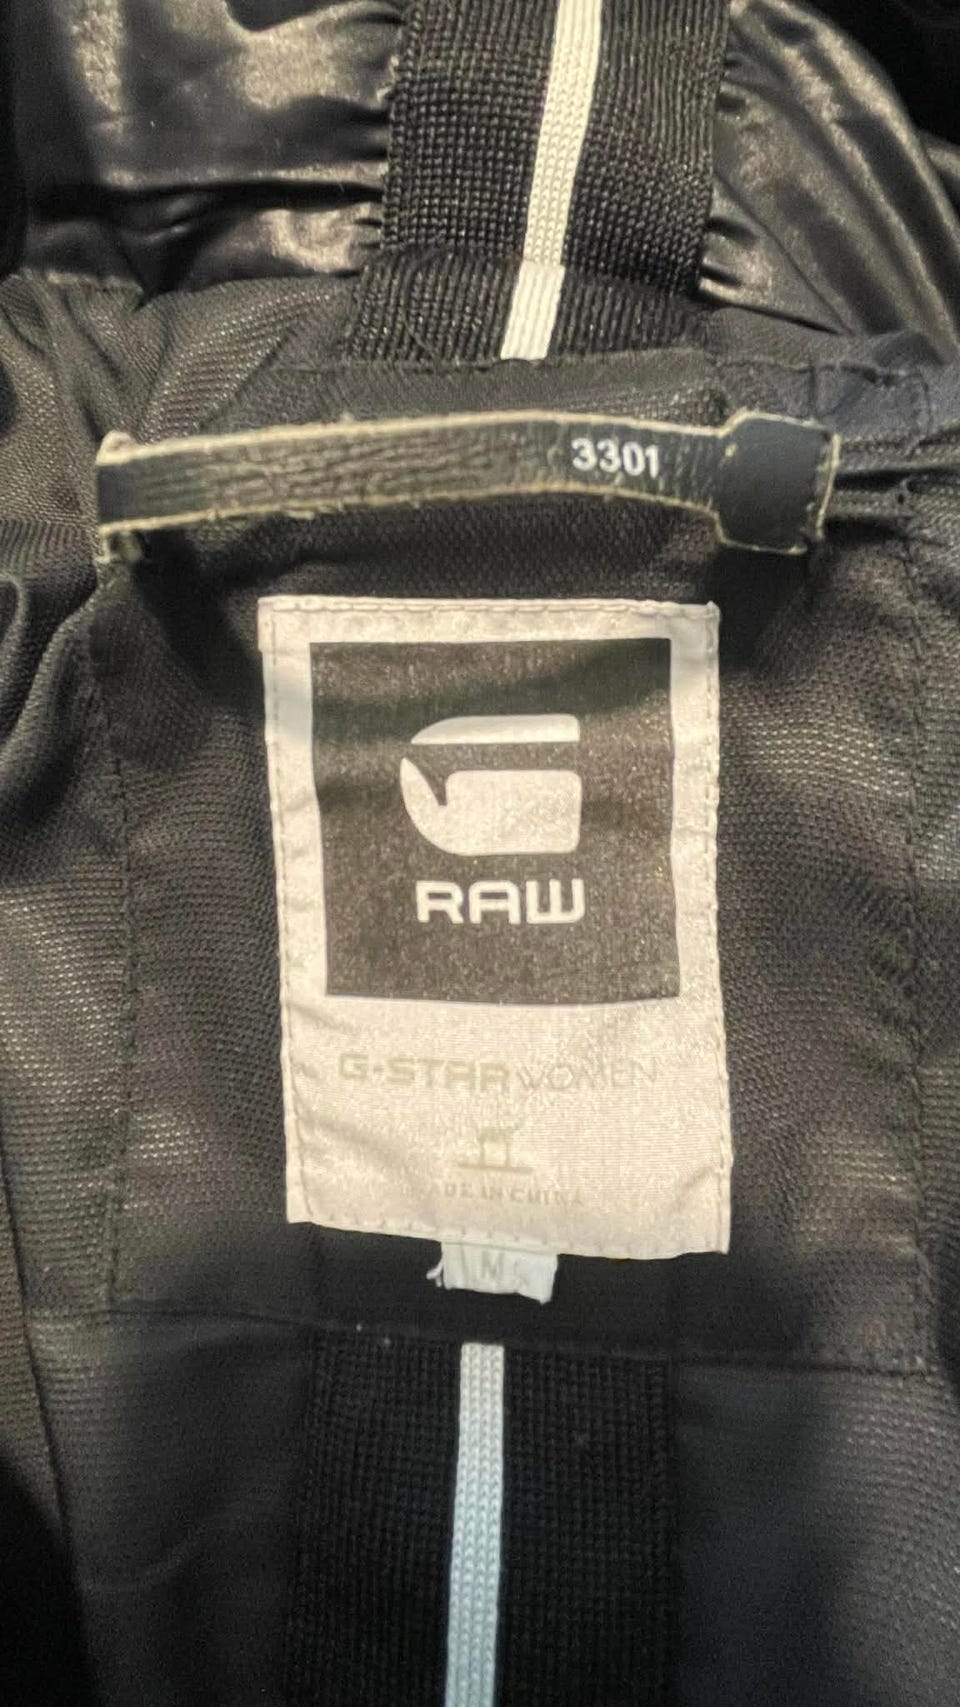 3301
RAW
G-STAR WOMEN
MADE IN CHINA
M